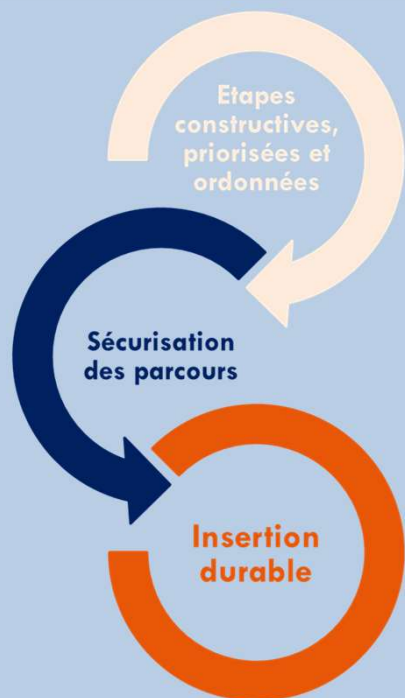 Etapes
constructives,
priorisées et
ordonnées
Sécurisation
des parcours
Insertion
durable